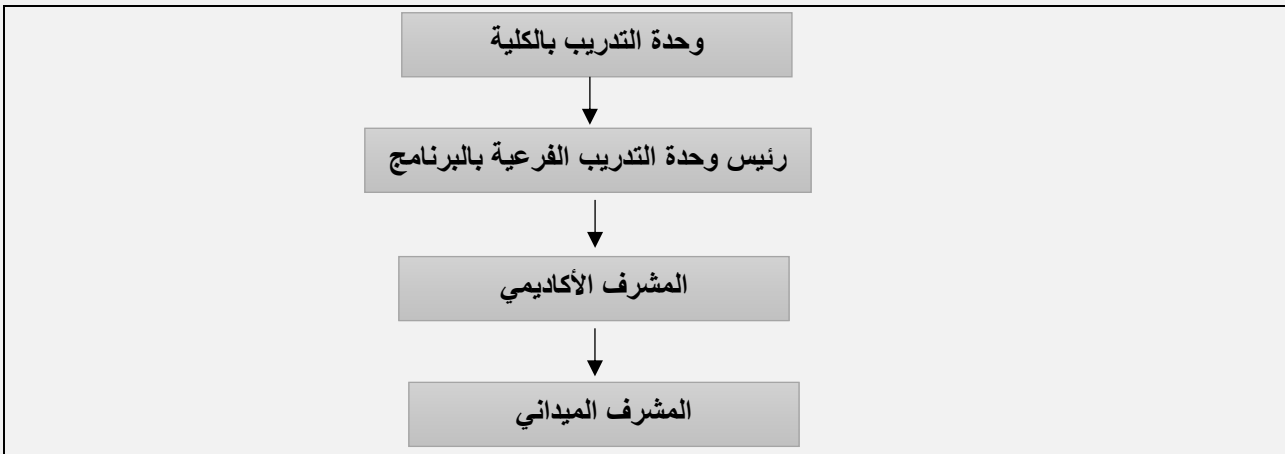 وحدة التدريب بالكلية
رئيس وحدة التدريب الفرعية بالبرنامج
المشرف الأكاديمي
المشرف الميداني